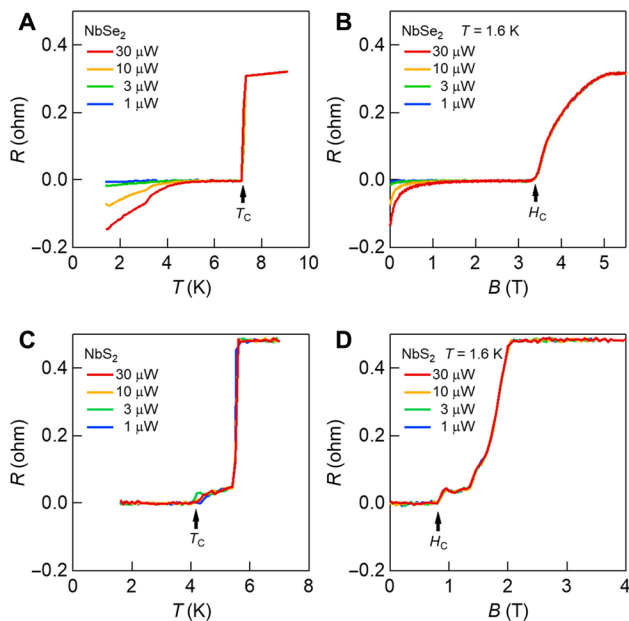 A
NbSe2
30 μW
10 μW
3 μW
1 μW
R (ohm)
0.4
0.2
0.0
−0.2
TC
0 2 4 6 8 10
T (K)
B
NbSe2 T = 1.6 K
30 μW
10 μW
3 μW
1 μW
R (ohm)
0.4
0.2
0.0
−0.2
HC
0 1 2 3 4 5
B (T)
C
NbS2
30 μW
10 μW
3 μW
1 μW
R (ohm)
0.4
0.2
0.0
−0.2
TC
0 2 4 6 8
T (K)
D
NbS2 T = 1.6 K
30 μW
10 μW
3 μW
1 μW
R (ohm)
0.4
0.2
0.0
−0.2
HC
0 1 2 3 4
B (T)